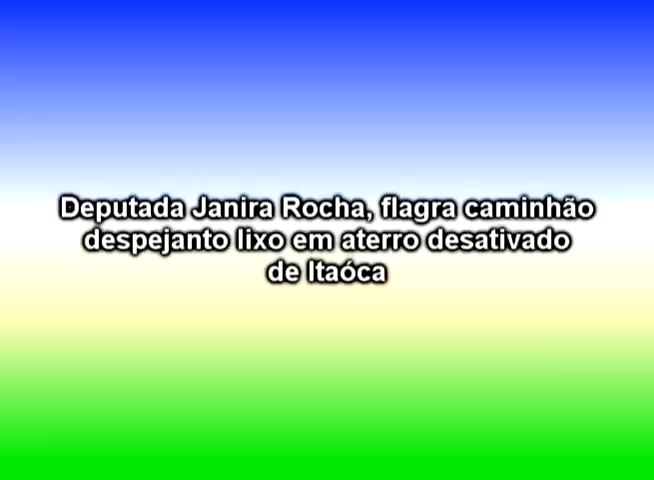 Deputada Janira Rocha, flagra caminhão
despejanto lixo em aterro desativado
de Itaóca